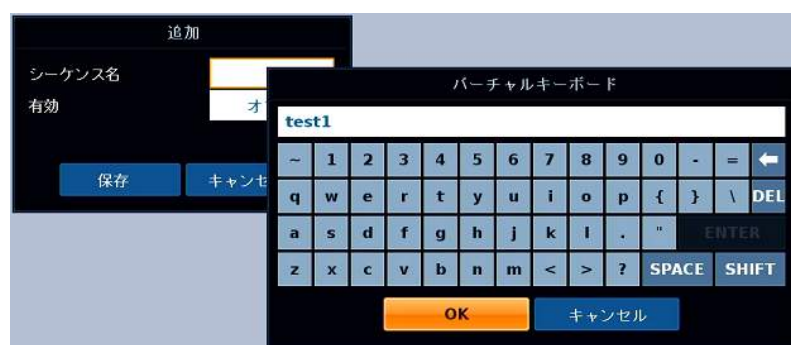 追加
シーケンス名
有効
保存
バーチャルキーボード
test1
~ 1 2 3 4 5 6 7 8 9 0 - =
q w e r t y u i o p { } \ DEL
a s d f g h j k l . " ENTER
z x c v b n m < > ? SPACE SHIFT
OK キャンセル